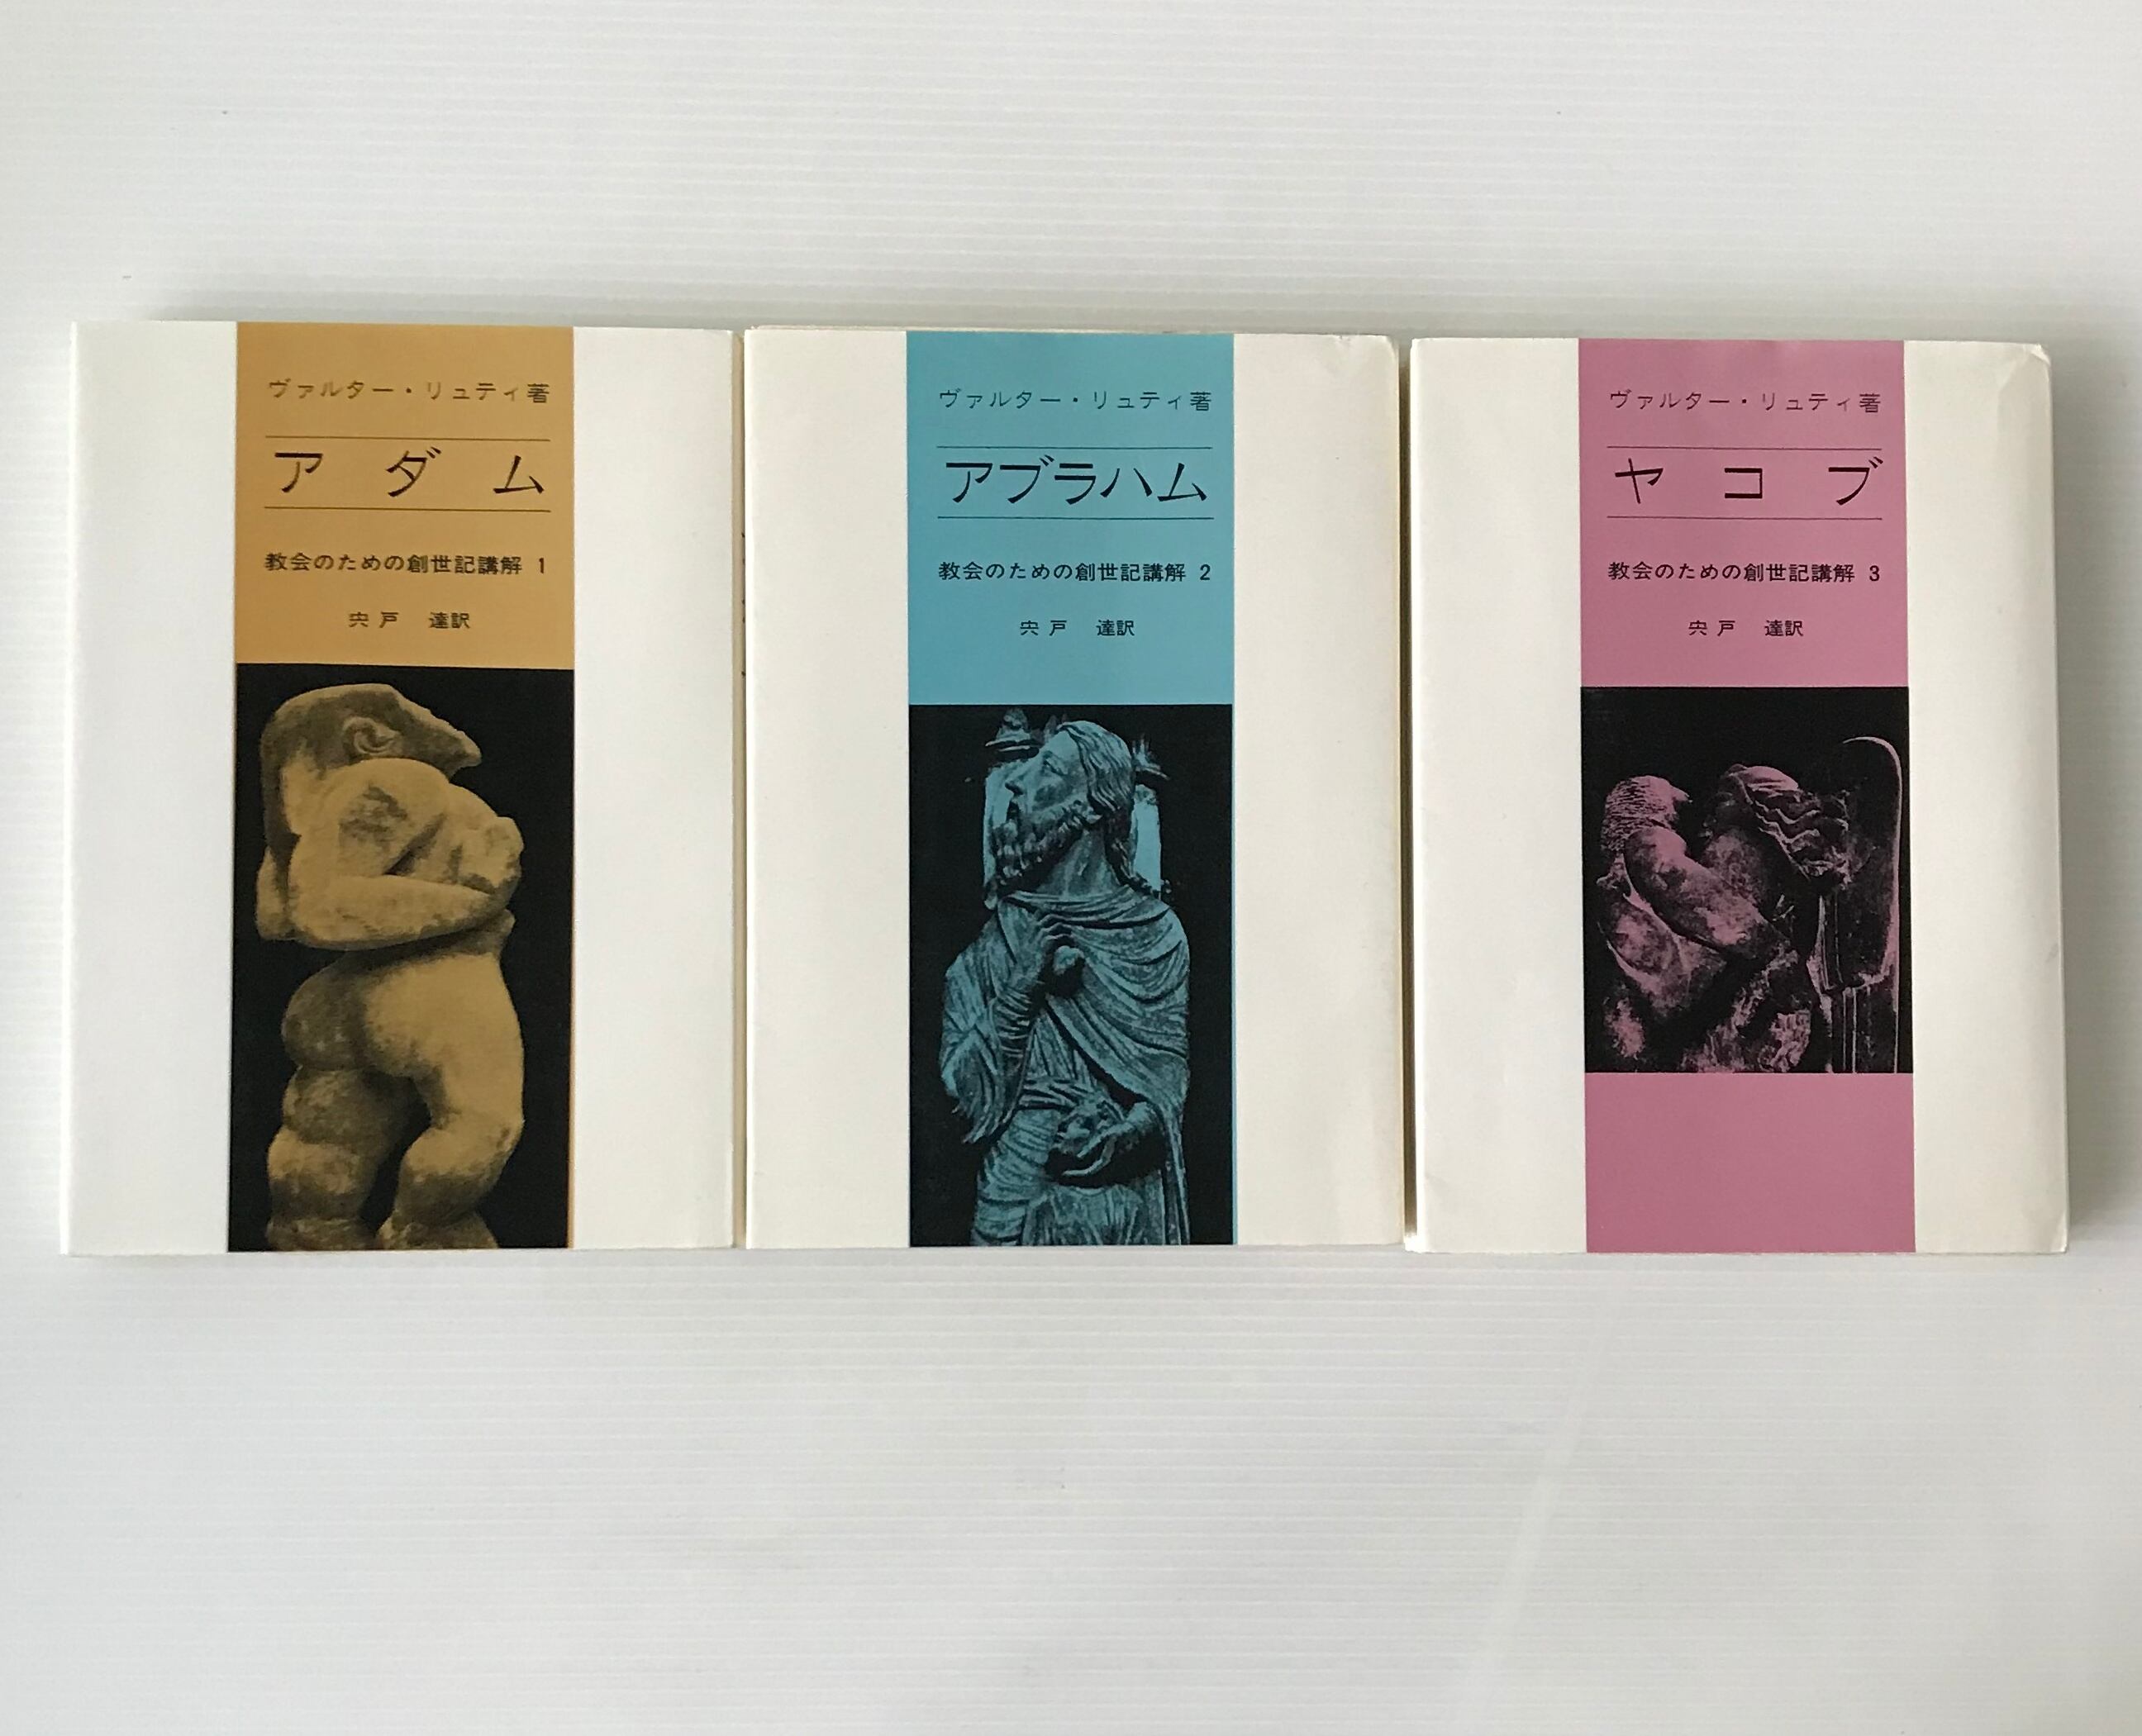 ヴァルター・リュティ著
アダム
教会のための創世記講解 1
宍戸 達訳
ヴァルター・リュティ著
アブラハム
教会のための創世記講解 2
宍戸 達訳
ヴァルター・リュティ著
ヤコブ
教会のための創世記講解 3
宍戸 達訳